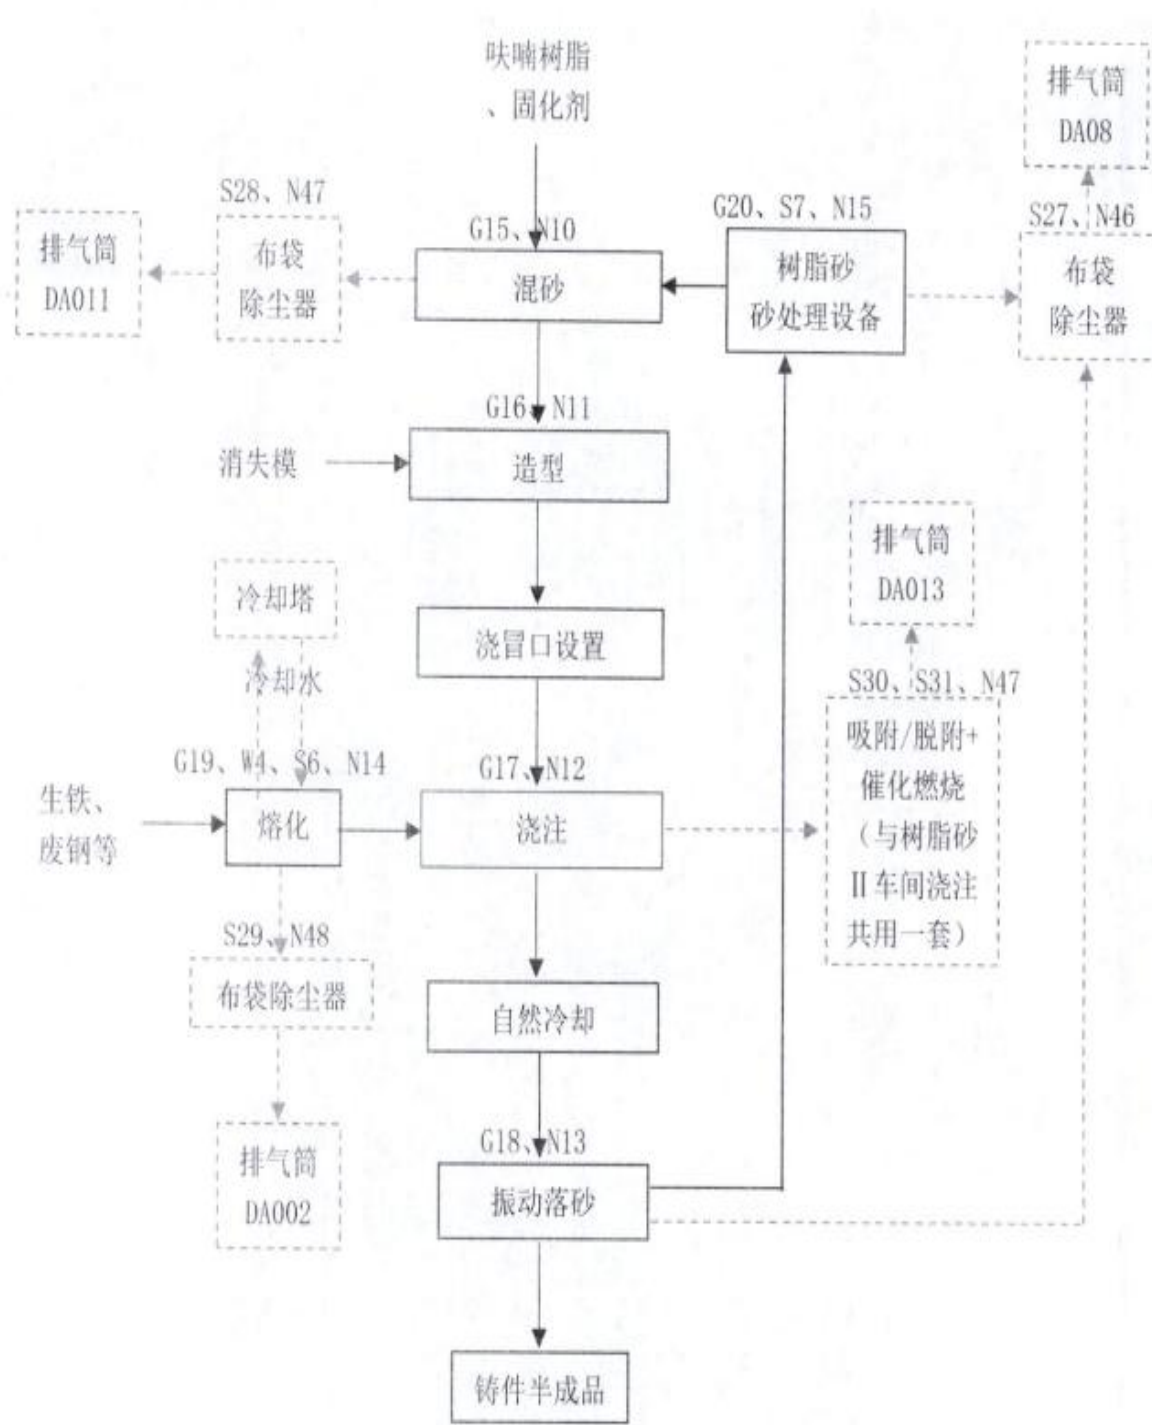 呋喃树脂
、固化剂
排气筒
DA08
S28、N47
G20、S7、N15
S27、N46
G15、N10
排气筒
DA011
布袋
除尘器
混砂
树脂砂
砂处理设备
布袋
除尘器
G16、N11
消失模
造型
排气筒
DA013
冷却塔
浇冒口设置
冷却水
S30、S31、N47
G19、W4、S6、N14
G17、N12
生铁、
废钢等
熔化
浇注
吸附/脱附+
催化燃烧
（与树脂砂
Ⅱ车间浇注
共用一套）
S29、N48
布袋除尘器
自然冷却
G18、N13
排气筒
DA002
振动落砂
铸件半成品